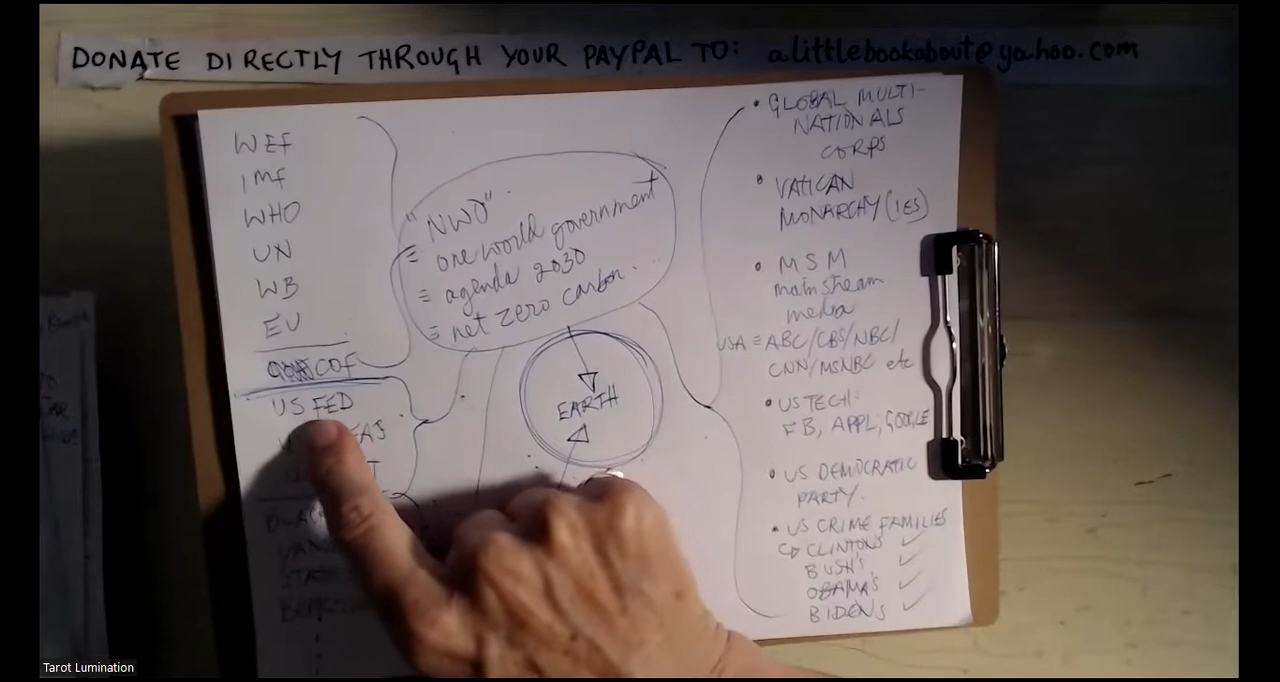 DONATE DIRECTLY THROUGH YOUR PAYPAL TO: alittlebookabout@yahoo.com
WEF
IMF
WHO
UN
WB
EU
COF
US FED
"NWO"
= one world government
= agenda 2030
= net zero carbon....
EARTH
• GLOBAL MULTI-
NATIONALS
CORPS
• VATICAN
MONARCHY(IES)
• MSM
mainstream
media
USA = ABC/CBS/NBC/
CNN/MSNBC etc
• US TECH:
FB, APPL, GOOGLE
• US DEMOCRATIC
PARTY.
• US CRIME FAMILIES
CLINTONS ✓
BUSH'S ✓
OBAMA'S ✓
BIDENS ✓
Tarot Lumination